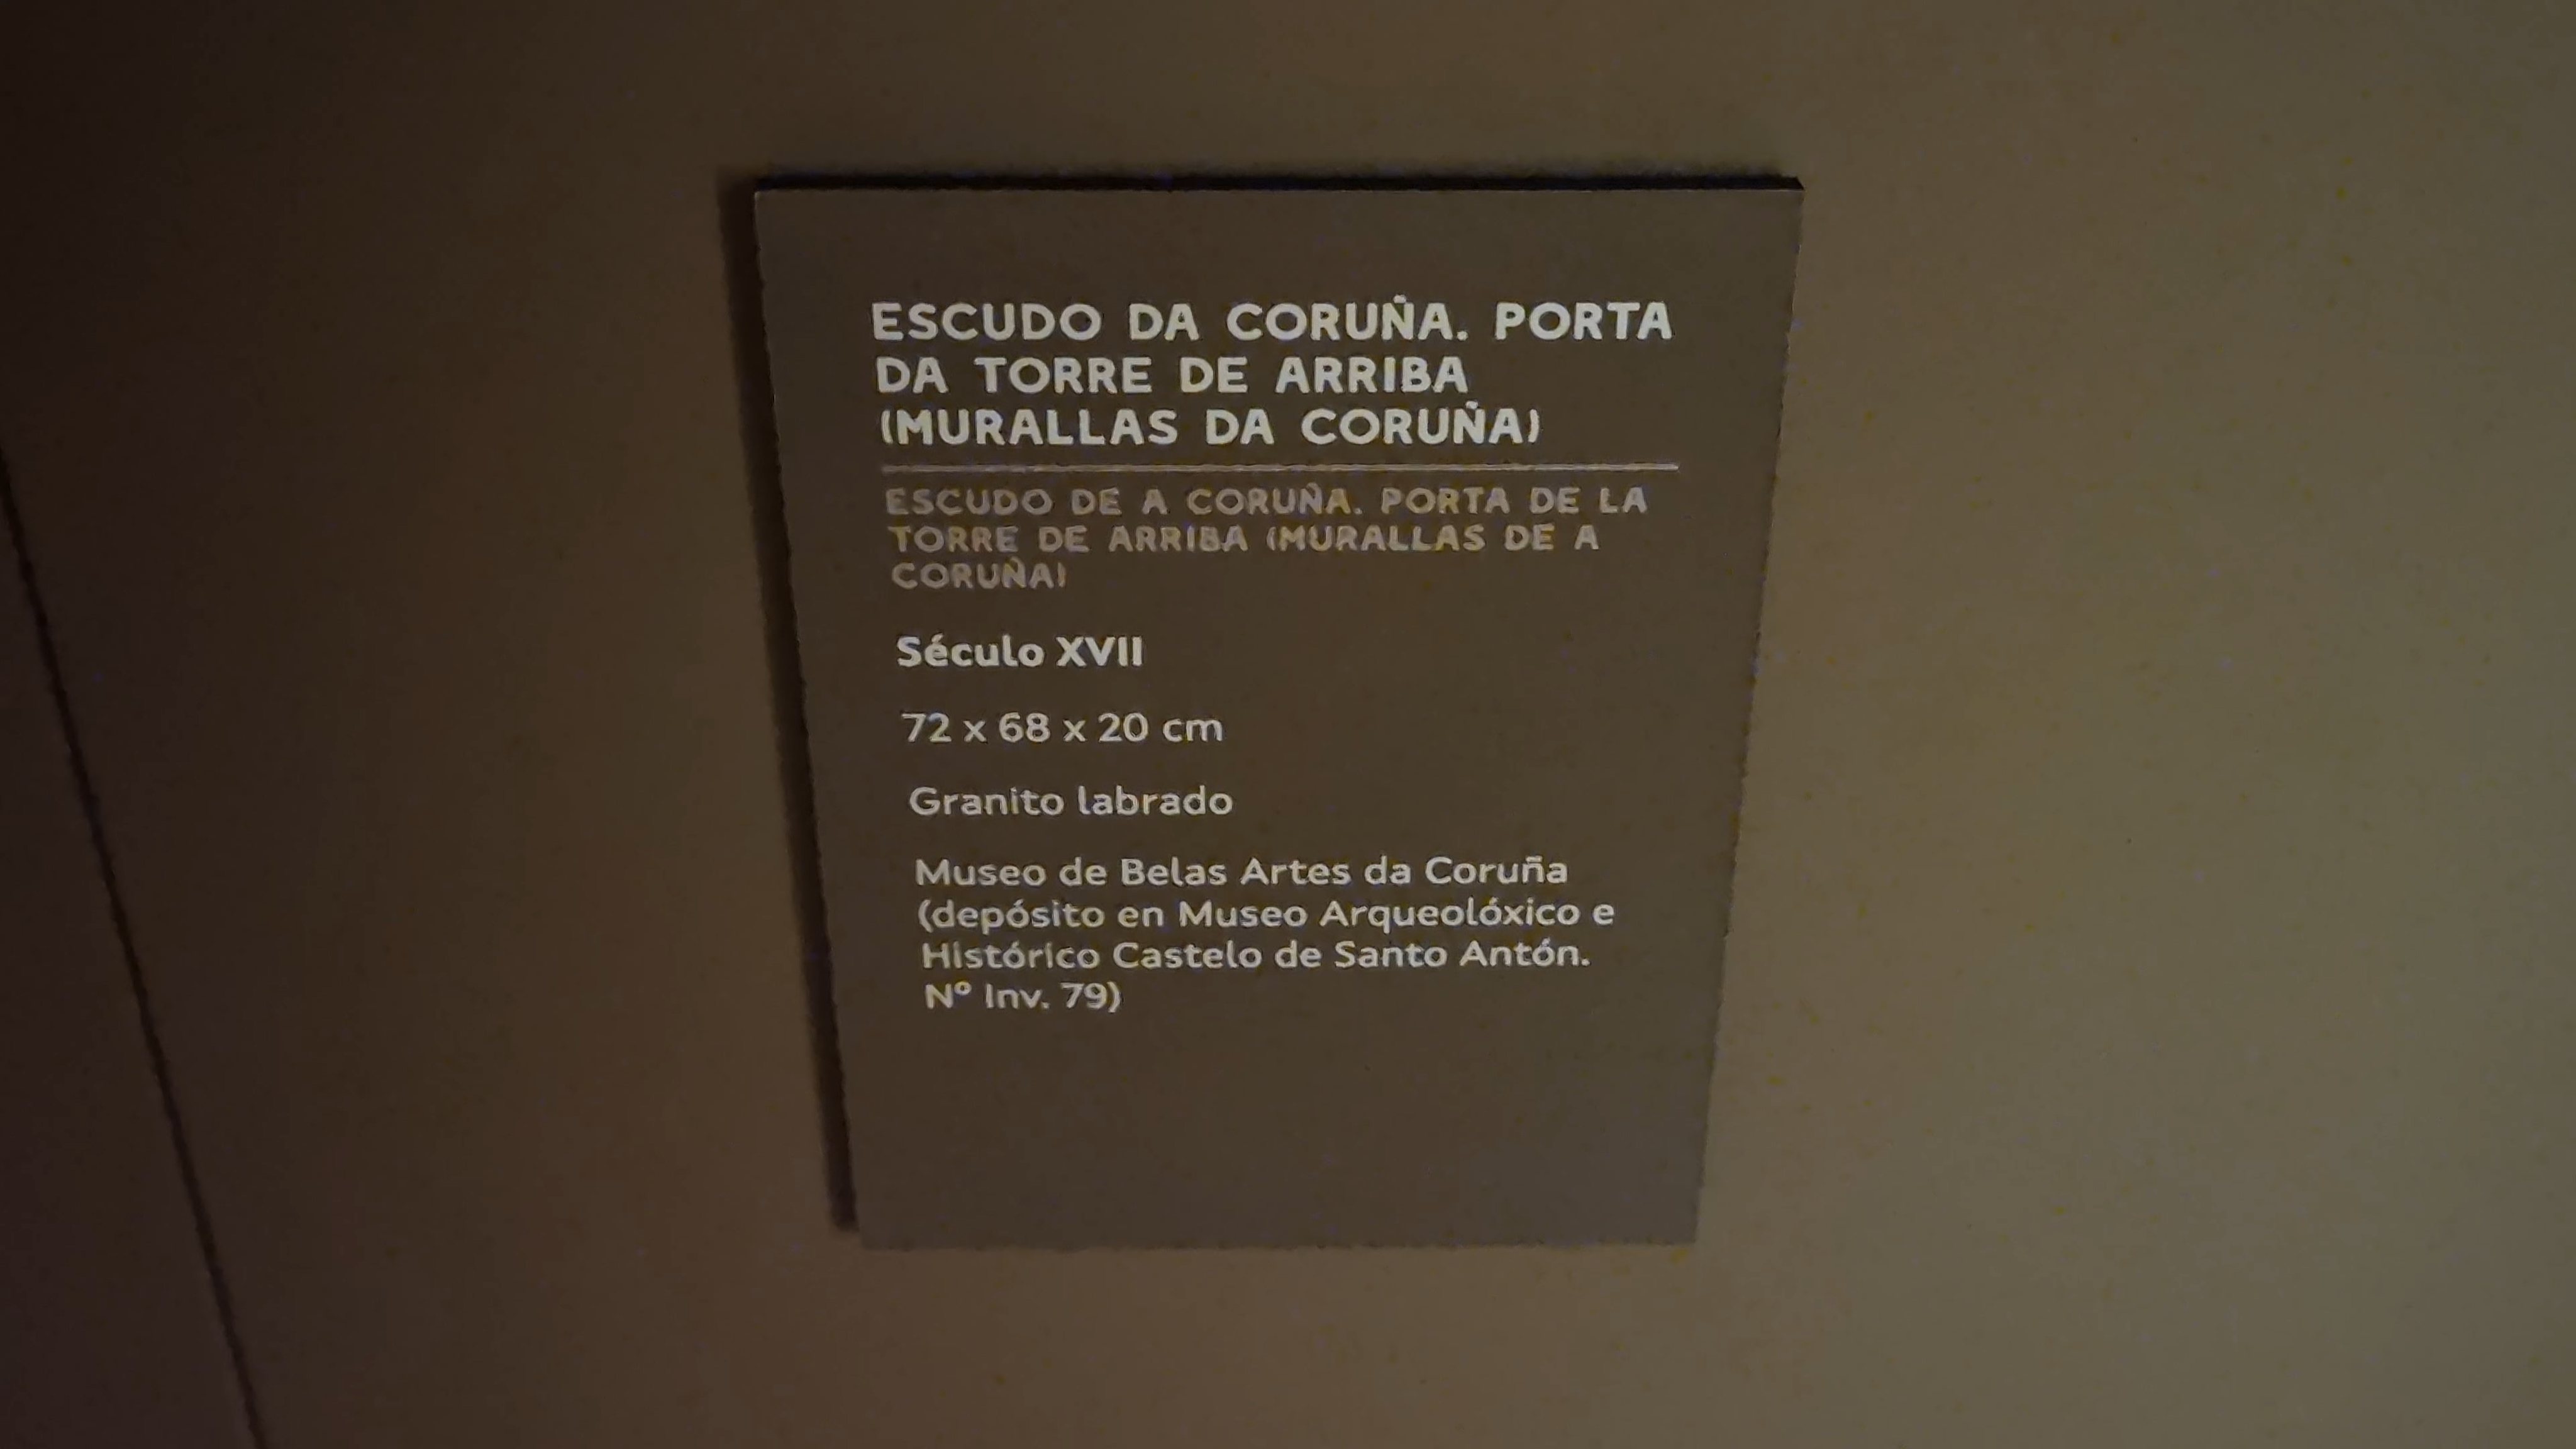 ESCUDO DA CORUÑA. PORTA
DA TORRE DE ARRIBA
(MURALLAS DA CORUÑA)
ESCUDO DE A CORUÑA. PORTA DE LA
TORRE DE ARRIBA (MURALLAS DE A
CORUÑA)
Século XVII
72 x 68 x 20 cm
Granito labrado
Museo de Belas Artes da Coruña
(depósito en Museo Arqueolóxico e
Histórico Castelo de Santo Antón.
Nº Inv. 79)